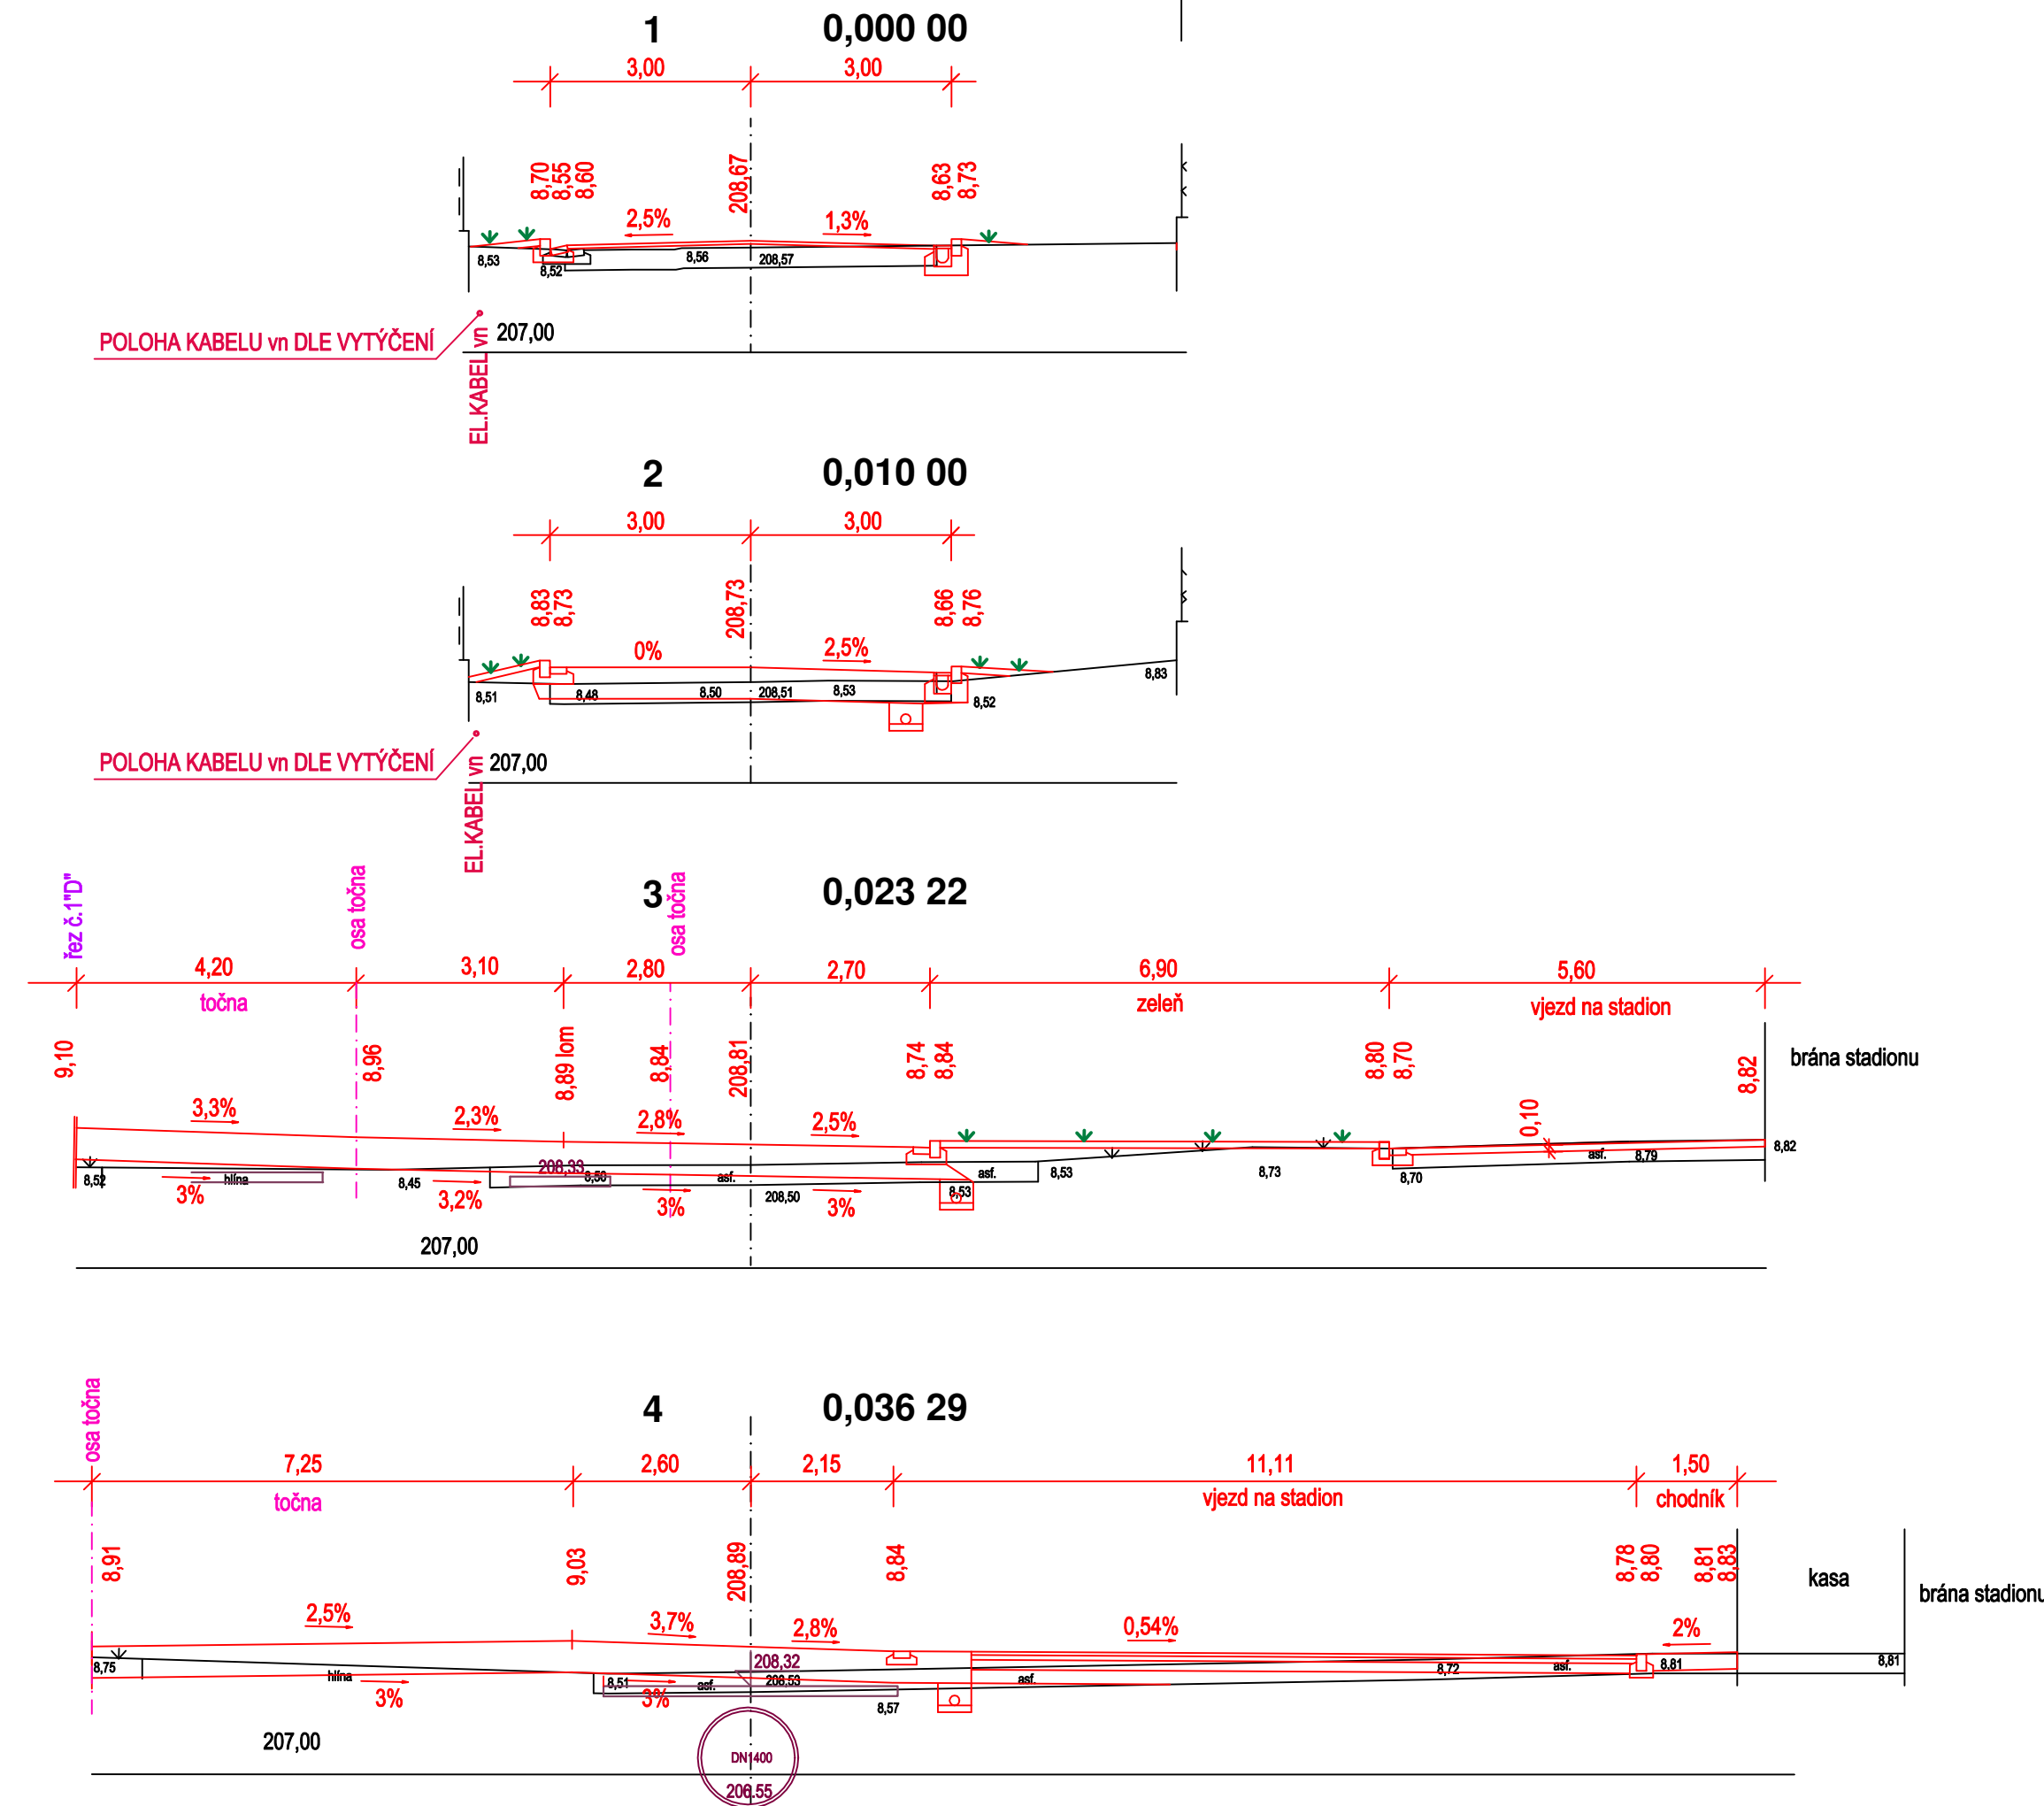 1 0,000 00
3,00 3,00
8,70 8,55 8,60 208,67 8,63 8,73
2,5% 1,3%
8,53 8,52 8,56 208,57
POLOHA KABELU vn DLE VYTÝČENÍ
EL.KABEL vn
207,00
2 0,010 00
3,00 3,00
8,83 8,73 208,73 8,66 8,76
0% 2,5%
8,51 8,48 8,50 208,51 8,53 8,52 8,83
POLOHA KABELU vn DLE VYTÝČENÍ
EL.KABEL vn
207,00
3 0,023 22
řez č.1"D" osa točna osa točna
4,20 3,10 2,80 2,70 6,90 5,60
točna zeleň vjezd na stadion
9,10 8,96 8,89 lom 8,84 208,81 8,74 8,84 8,80 8,70 8,82
brána stadionu
3,3% 2,3% 2,8% 2,5% 0,10
8,52 hlína 8,45 208,33 8,50 asf. 208,50 8,53 asf. 8,53 8,73 8,70 asf. 8,79 8,82
3% 3,2% 3% 3%
207,00
4 0,036 29
osa točna
7,25 2,60 2,15 11,11 1,50
točna vjezd na stadion chodník
8,91 9,03 208,89 8,84 8,78 8,80 8,81 8,83
kasa
brána stadionu
2,5% 3,7% 2,8% 0,54% 2%
8,75 hlína 8,51 asf. 208,32 208,53 8,57 asf. 8,72 asf. 8,81 8,81
3% 3%
207,00
DN1400
206.55